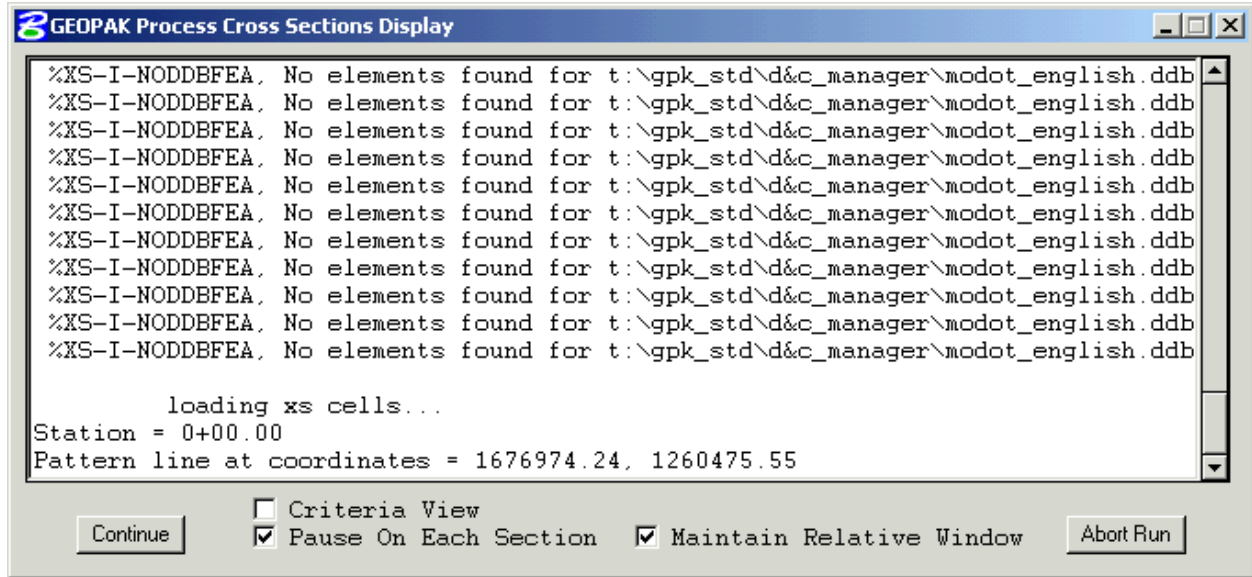 GEOPAK Process Cross Sections Display
%XS-I-NODDBFEA, No elements found for t:\gpk_std\d&c_manager\modot_english.ddb
%XS-I-NODDBFEA, No elements found for t:\gpk_std\d&c_manager\modot_english.ddb
%XS-I-NODDBFEA, No elements found for t:\gpk_std\d&c_manager\modot_english.ddb
%XS-I-NODDBFEA, No elements found for t:\gpk_std\d&c_manager\modot_english.ddb
%XS-I-NODDBFEA, No elements found for t:\gpk_std\d&c_manager\modot_english.ddb
%XS-I-NODDBFEA, No elements found for t:\gpk_std\d&c_manager\modot_english.ddb
%XS-I-NODDBFEA, No elements found for t:\gpk_std\d&c_manager\modot_english.ddb
%XS-I-NODDBFEA, No elements found for t:\gpk_std\d&c_manager\modot_english.ddb
%XS-I-NODDBFEA, No elements found for t:\gpk_std\d&c_manager\modot_english.ddb
%XS-I-NODDBFEA, No elements found for t:\gpk_std\d&c_manager\modot_english.ddb
%XS-I-NODDBFEA, No elements found for t:\gpk_std\d&c_manager\modot_english.ddb
loading xs cells...
Station = 0+00.00
Pattern line at coordinates = 1676974.24, 1260475.55
Criteria View
Continue Pause On Each Section Maintain Relative Window Abort Run